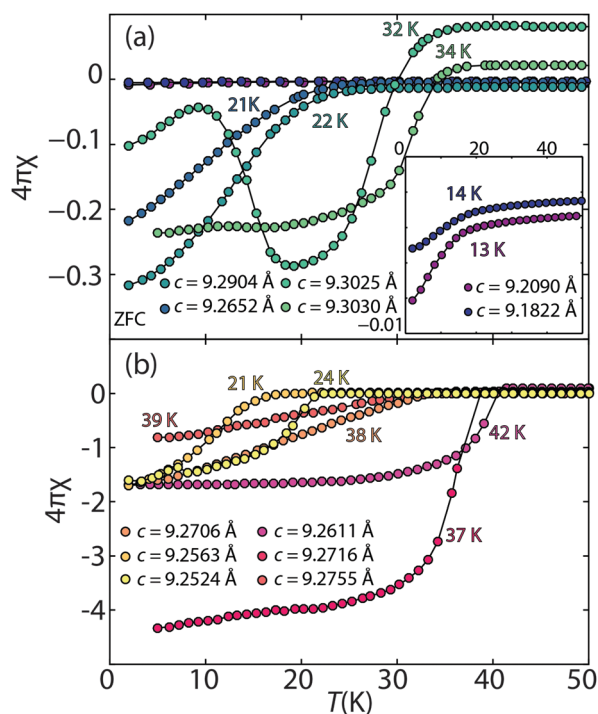 (a)
32 K
34 K
0
21K
22 K
−0.1
−0.2
−0.3
4πχ
0 20 40
14 K
13 K
c = 9.2090 Å
c = 9.1822 Å
−0.01
c = 9.2904 Å c = 9.3025 Å
c = 9.2652 Å c = 9.3030 Å
ZFC
(b)
21 K
24 K
39 K
38 K
42 K
37 K
0
-1
-2
-3
-4
-5
4πχ
c = 9.2706 Å c = 9.2611 Å
c = 9.2563 Å c = 9.2716 Å
c = 9.2524 Å c = 9.2755 Å
0 10 20 30 40 50
T(K)